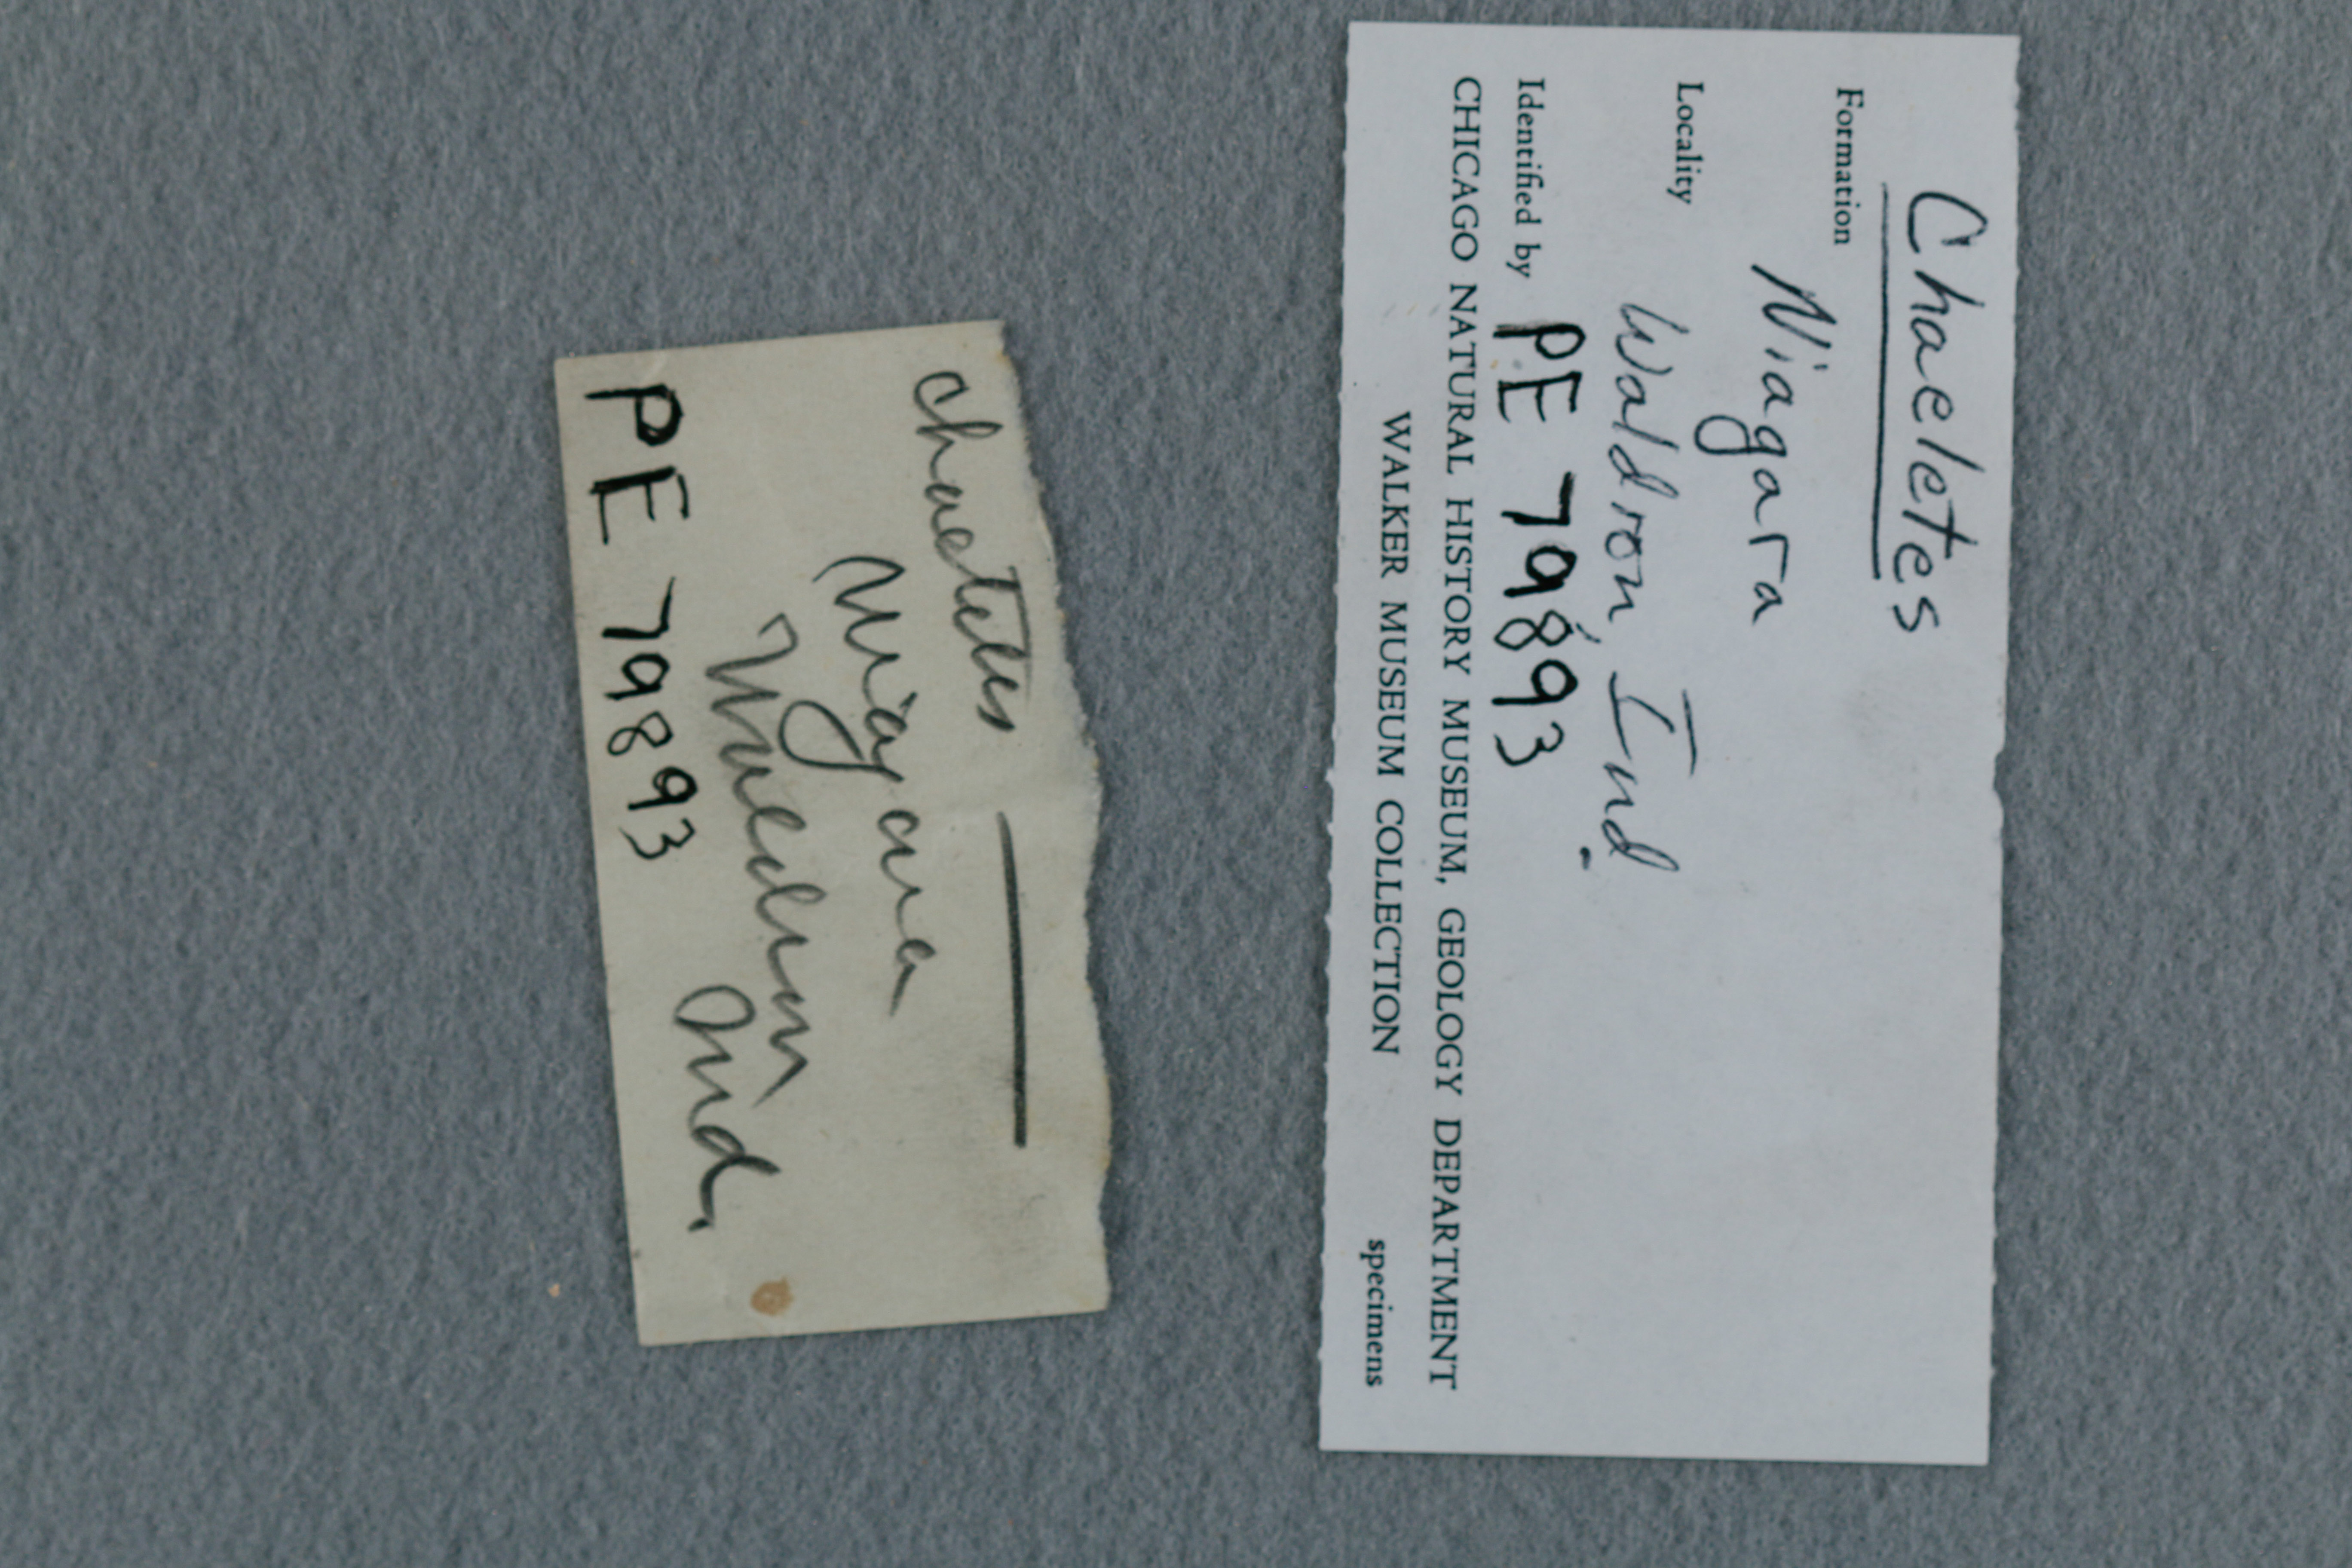 Chaeletes
Formation Niagara
Locality Waldron, Ind.
Identified by PE 79893
CHICAGO NATURAL HISTORY MUSEUM, GEOLOGY DEPARTMENT
WALKER MUSEUM COLLECTION specimens
Chaetetes —
Niagara
Waldron Ind.
PE 79893